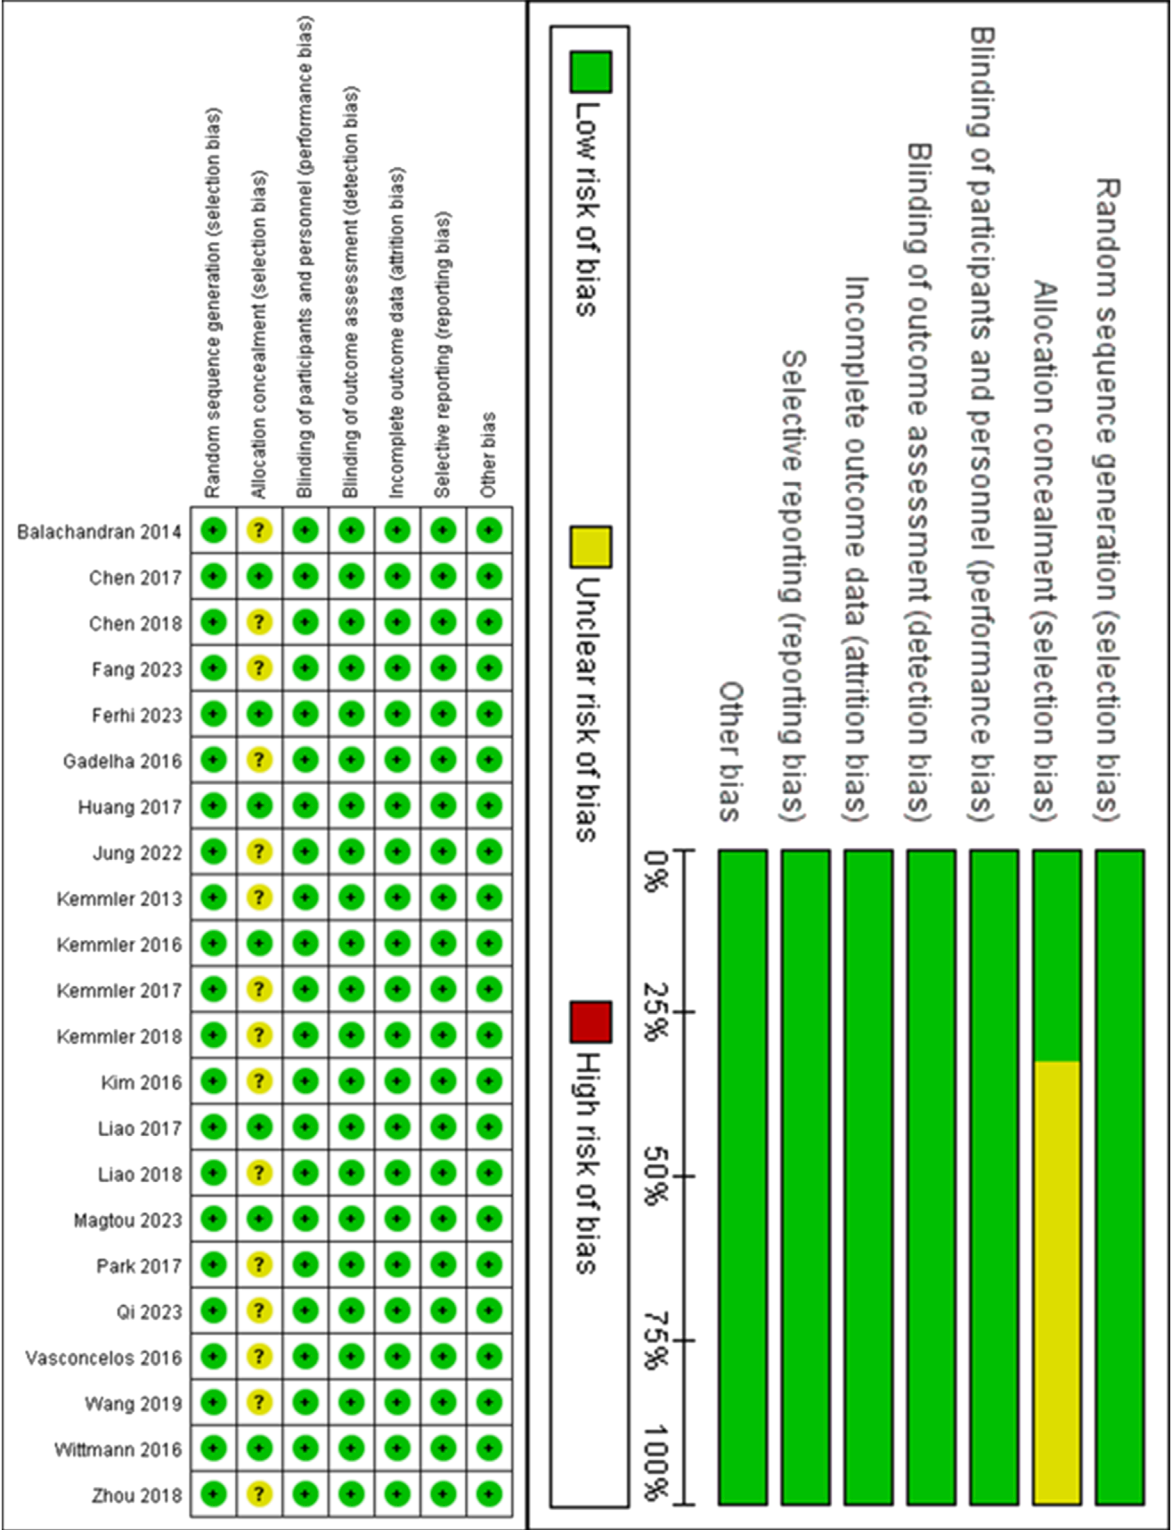 Random sequence generation (selection bias)
Allocation concealment (selection bias)
Blinding of participants and personnel (performance bias)
Blinding of outcome assessment (detection bias)
Incomplete outcome data (attrition bias)
Selective reporting (reporting bias)
Other bias
Balachandran 2014 + ? + + + + +
Chen 2017 + + + + + + +
Chen 2018 + ? + + + + +
Fang 2023 + ? + + + + +
Ferhi 2023 + + + + + + +
Gadelha 2016 + ? + + + + +
Huang 2017 + + + + + + +
Jung 2022 + ? + + + + +
Kemmler 2013 + ? + + + + +
Kemmler 2016 + + + + + + +
Kemmler 2017 + ? + + + + +
Kemmler 2018 + ? + + + + +
Kim 2016 + ? + + + + +
Liao 2017 + + + + + + +
Liao 2018 + ? + + + + +
Magtou 2023 + + + + + + +
Park 2017 + ? + + + + +
Qi 2023 + ? + + + + +
Vasconcelos 2016 + ? + + + + +
Wang 2019 + ? + + + + +
Wittmann 2016 + + + + + + +
Zhou 2018 + ? + + + + +
Random sequence generation (selection bias)
Allocation concealment (selection bias)
Blinding of participants and personnel (performance bias)
Blinding of outcome assessment (detection bias)
Incomplete outcome data (attrition bias)
Selective reporting (reporting bias)
Other bias
0% 25% 50% 75% 100%
Low risk of bias Unclear risk of bias High risk of bias